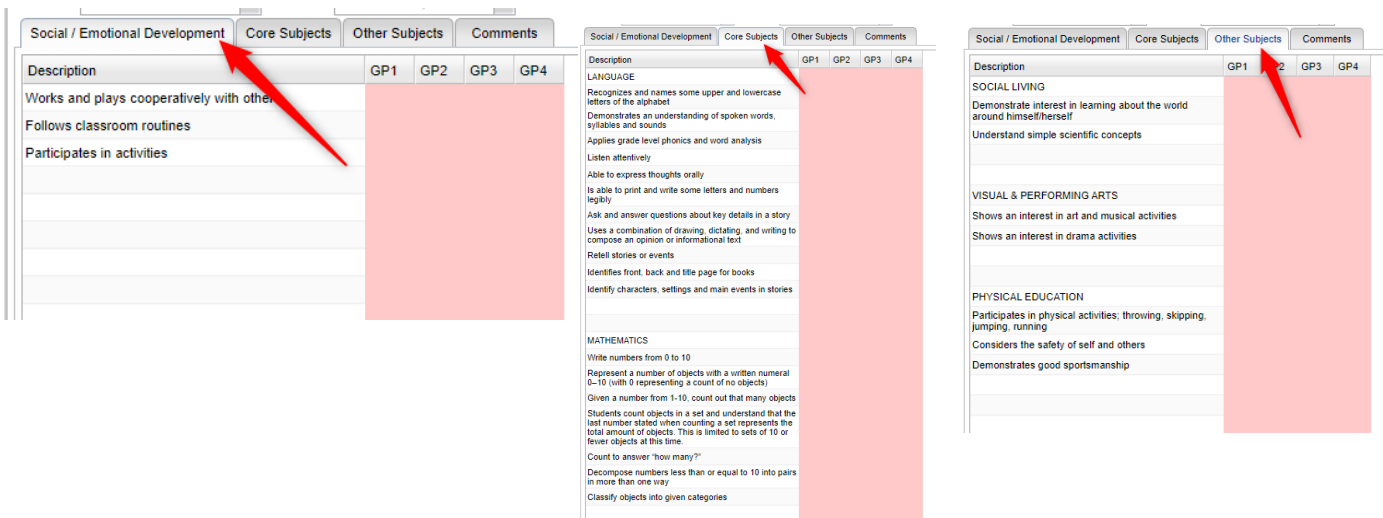 Social / Emotional Development Core Subjects Other Subjects Comments
Description GP1 GP2 GP3 GP4
Works and plays cooperatively with
Follows classroom routines
Participates in activities
Social / Emotional Development Core Subjects Other Subjects Comments
Description GP1 GP2 GP3 GP4
LANGUAGE
Recognizes and names some upper and lowercase
letters of the alphabet
Demonstrates an understanding of spoken words,
syllables and sounds
Applies grade level phonics and word analysis
Listen attentively
Able to express thoughts orally
Is able to print and write some letters and numbers
legibly
Ask and answer questions about key details in a story
Uses a combination of drawing, dictating, and writing to
compose an opinion or informational text
Retell stories or events
Identifies front, back and title page for books
Identify characters, settings and main events in stories
MATHEMATICS
Write numbers from 0 to 10
Represent a number of objects with a written numeral
0–10 (with 0 representing a count of no objects)
Given a number from 1-10, count out that many objects
Students count objects in a set and understand that the
last number stated when counting a set represents the
total amount of objects. This is limited to sets of 10 or
fewer objects at this time.
Count to answer “how many?”
Decompose numbers less than or equal to 10 into pairs
in more than one way
Classify objects into given categories
Social / Emotional Development Core Subjects Other Subjects Comments
Description GP1 GP3 GP4
SOCIAL LIVING
Demonstrate interest in learning about the world
around himself/herself
Understand simple scientific concepts
VISUAL & PERFORMING ARTS
Shows an interest in art and musical activities
Shows an interest in drama activities
PHYSICAL EDUCATION
Participates in physical activities; throwing, skipping,
jumping, running
Considers the safety of self and others
Demonstrates good sportsmanship